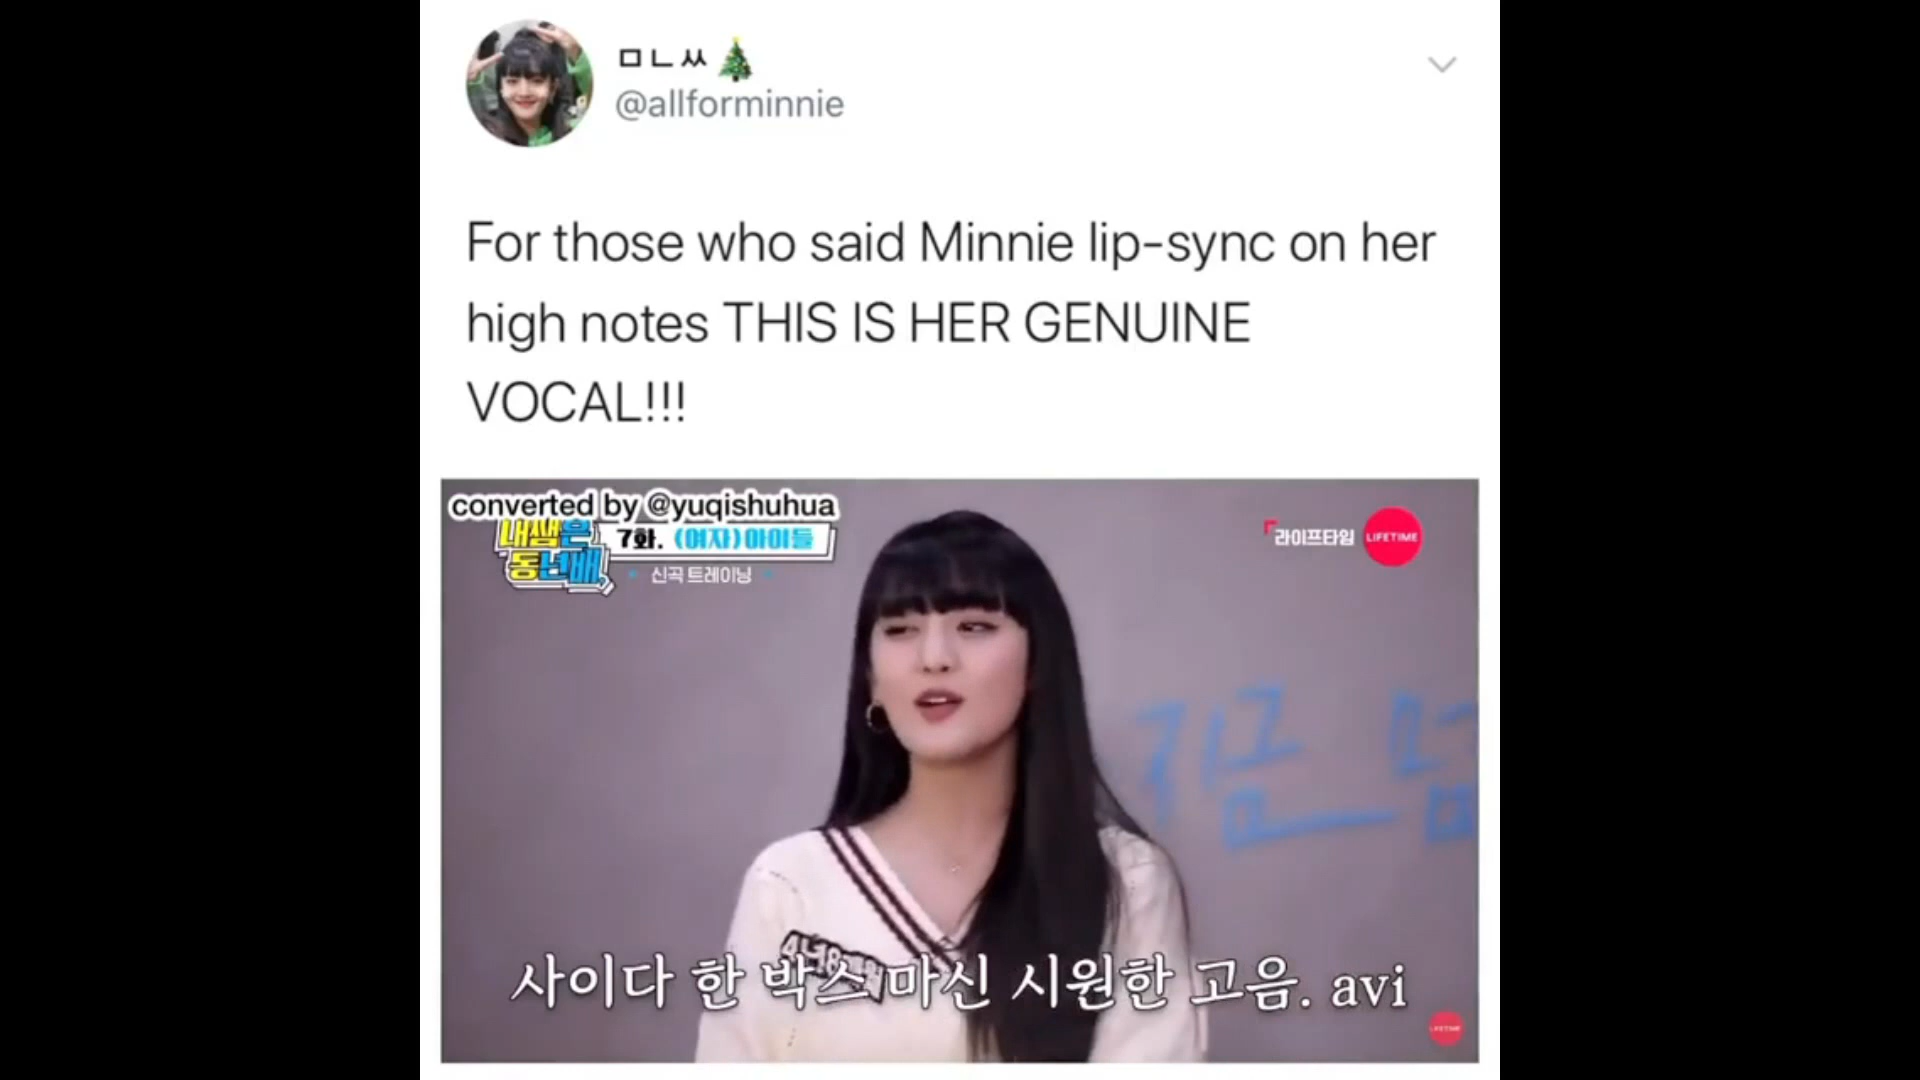 ㅁㄴㅆ🎄
@allforminnie
For those who said Minnie lip-sync on her
high notes THIS IS HER GENUINE
VOCAL!!!
converted by @yuqishuhua
내쌤은
동년배,
7화. (여자)아이들
신곡 트레이닝
라이프타임
LIFETIME
지금
사이다 한 박스 마신 시원한 고음. avi
LIFETIME